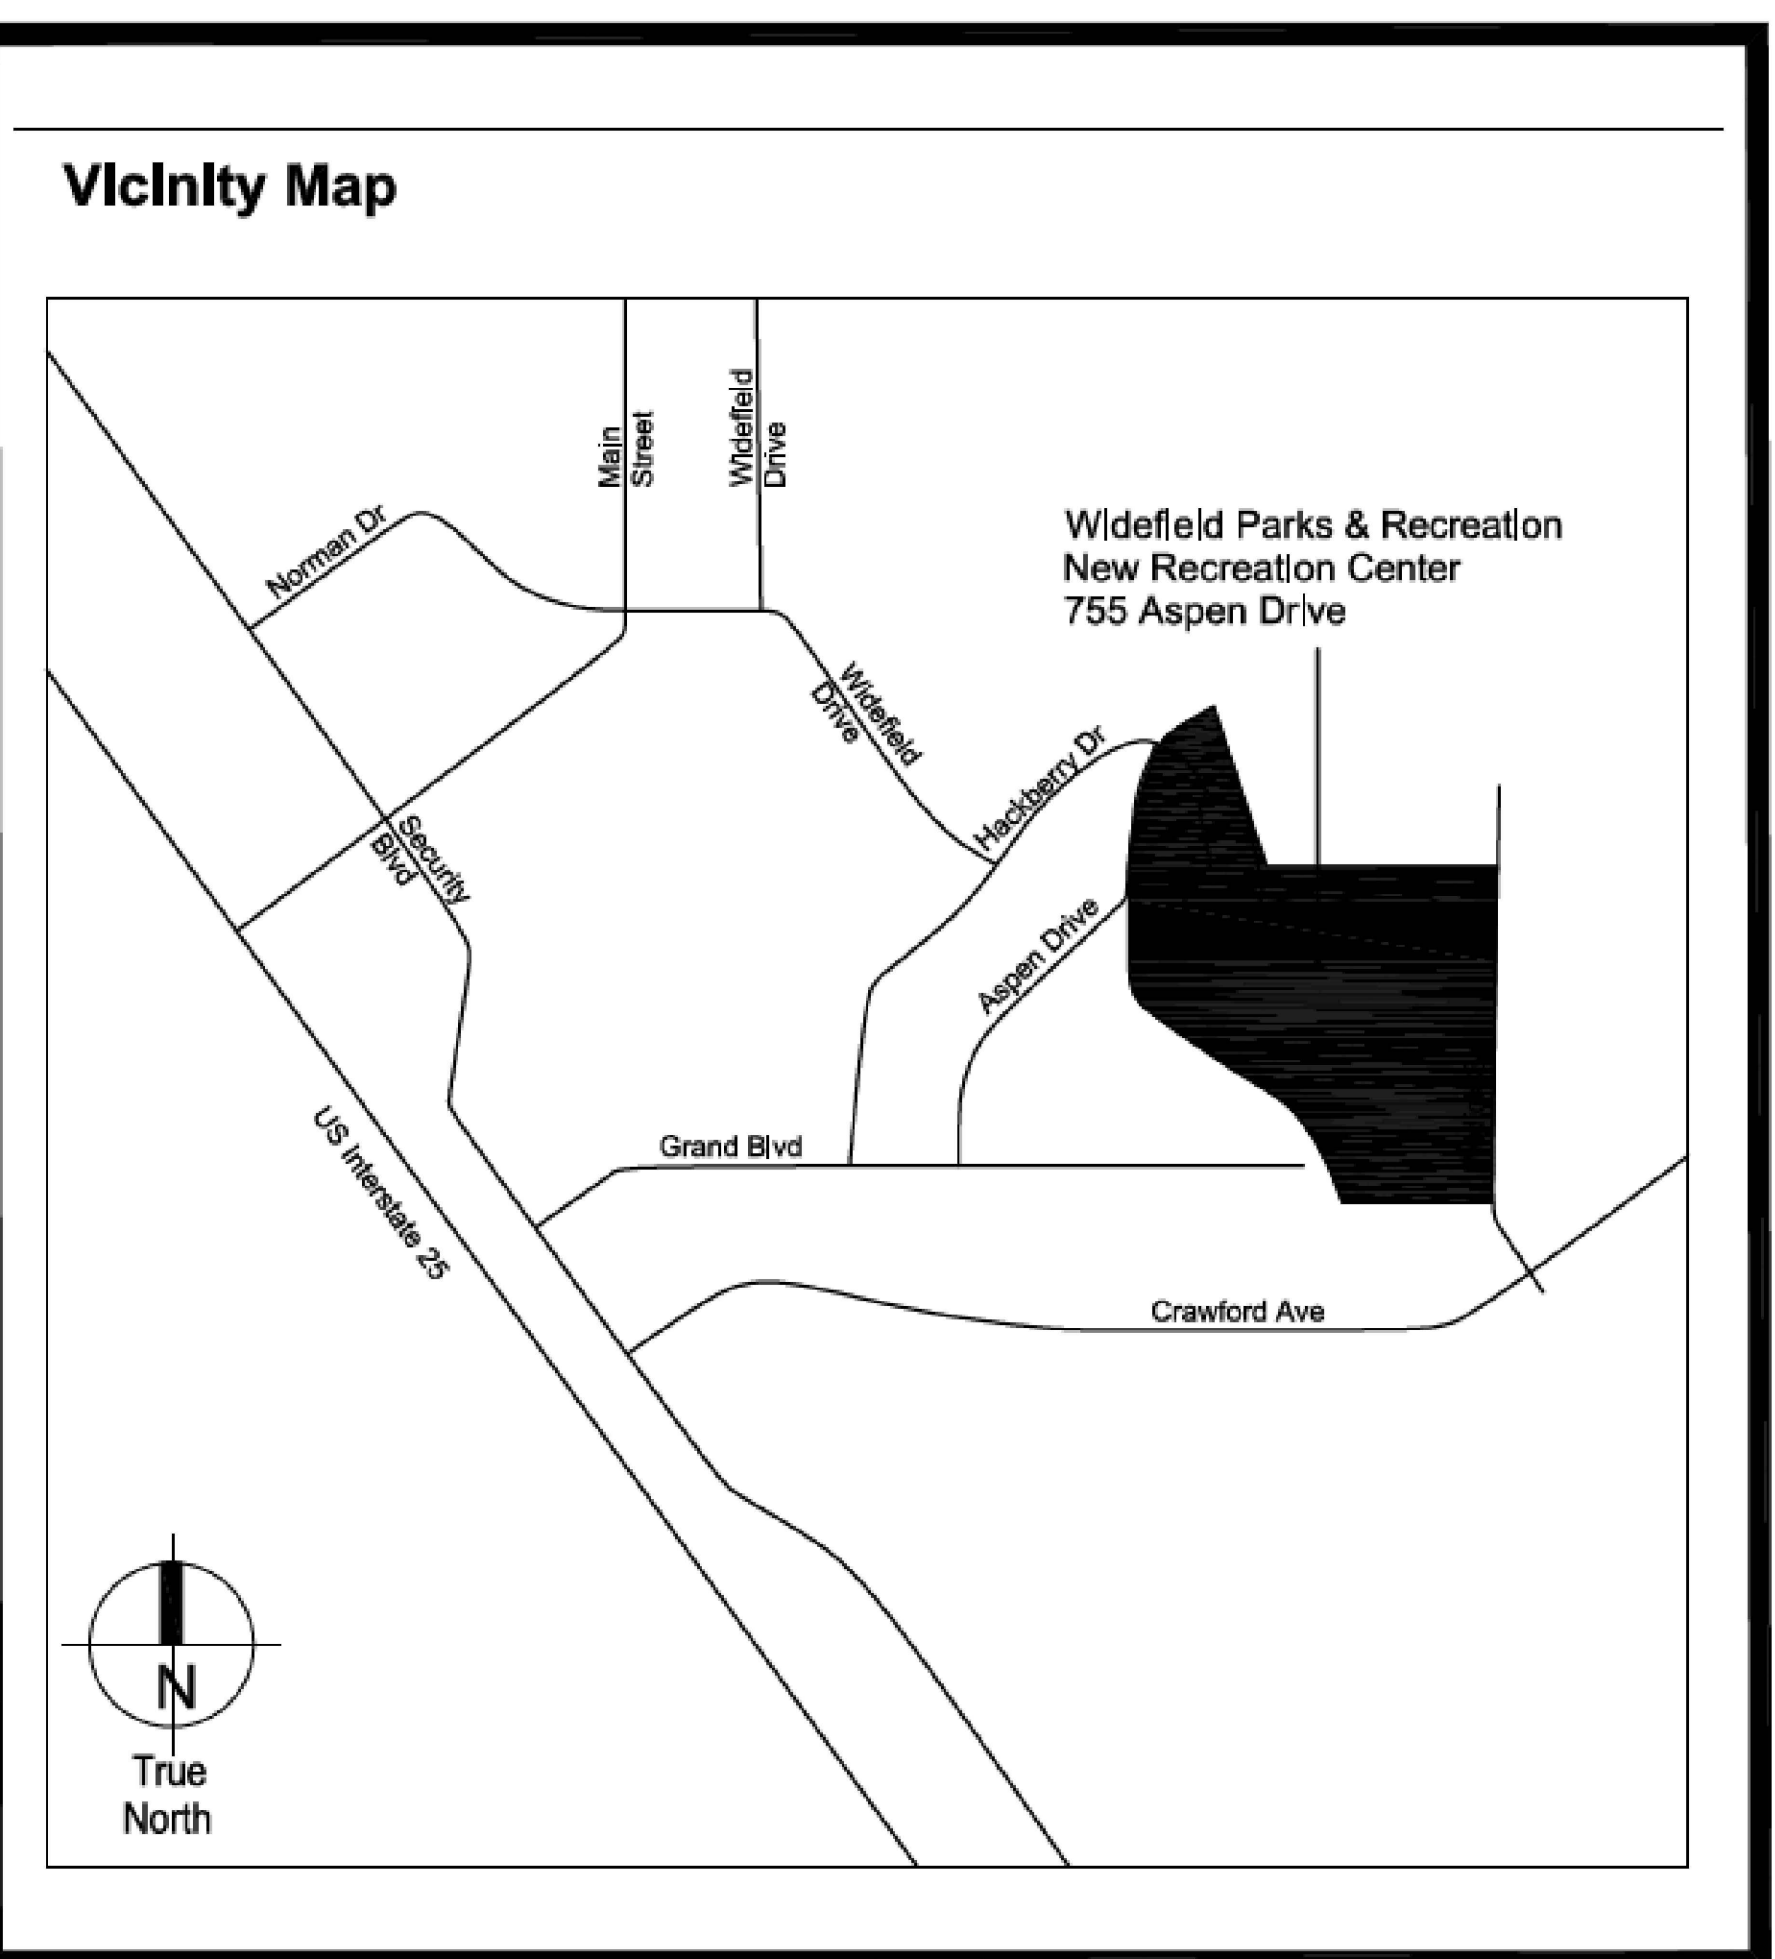 Vicinity Map
Main
Street
Widefield
Drive
Norman Dr
Widefield Parks & Recreation
New Recreation Center
755 Aspen Drive
Widefield
Drive
Hackberry Dr
Security
Blvd
Aspen Drive
Grand Blvd
US Interstate 25
Crawford Ave
N
True
North